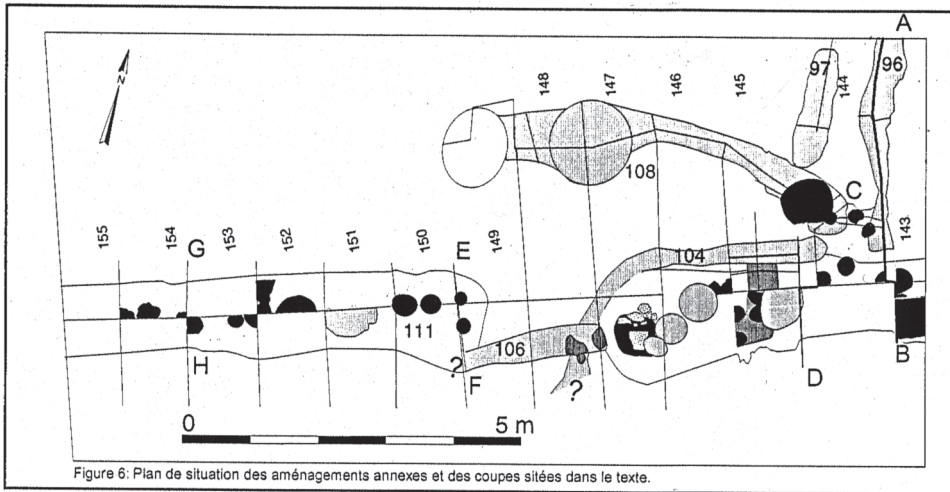 A
N
148
147
146
145
97
144
96
108
C
143
155
154
G
153
152
151
150
E
149
104
111
106
H
?
F
?
D
B
0
5 m
Figure 6: Plan de situation des aménagements annexes et des coupes sitées dans le texte.